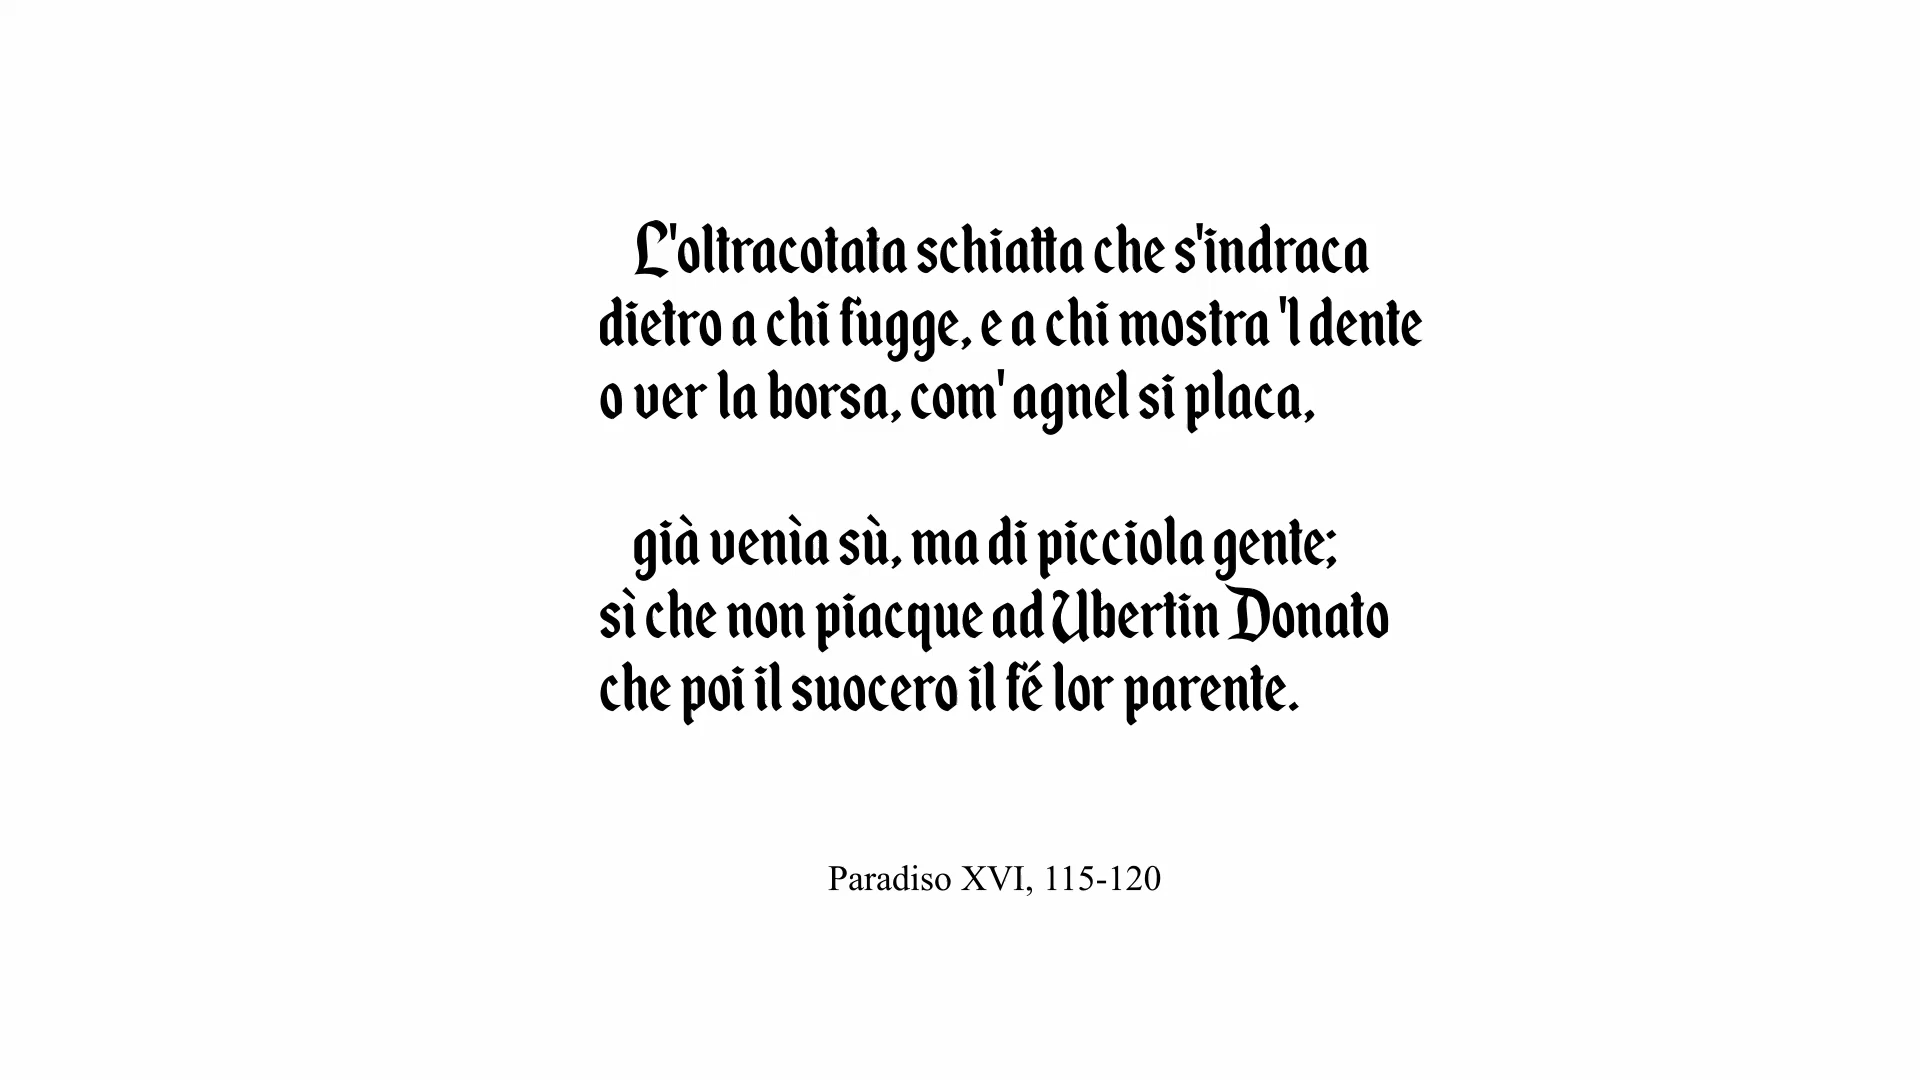 L'oltracotata schiatta che s'indraca
dietro a chi fugge, e a chi mostra 'l dente
o ver la borsa, com' agnel si placa,
già venìa sù, ma di picciola gente;
sì che non piacque ad Ubertin Donato
che poi il suocero il fé lor parente.
Paradiso XVI, 115-120